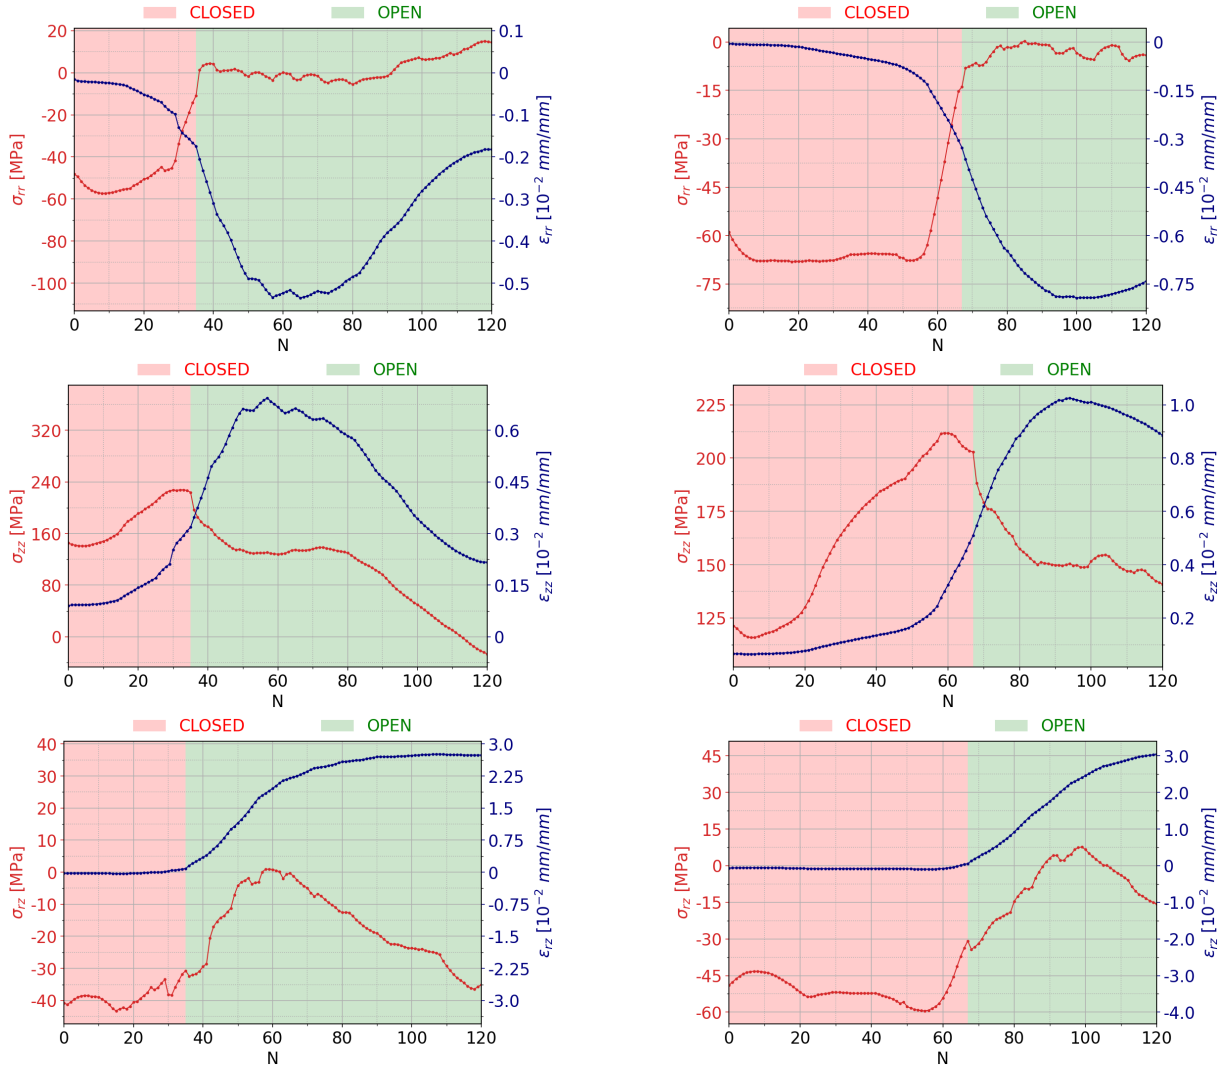 CLOSED OPEN
20 0.1
0 0
-20 -0.1
-40 -0.2
-60 -0.3
-80 -0.4
-100 -0.5
σrr [MPa]
εrr [10⁻² mm/mm]
0 20 40 60 80 100 120
N
CLOSED OPEN
0 0
-15 -0.15
-30 -0.3
-45 -0.45
-60 -0.6
-75 -0.75
σrr [MPa]
εrr [10⁻² mm/mm]
0 20 40 60 80 100 120
N
CLOSED OPEN
320 0.6
240 0.45
160 0.3
80 0.15
0 0
σzz [MPa]
εzz [10⁻² mm/mm]
0 20 40 60 80 100 120
N
CLOSED OPEN
225 1.0
200 0.8
175 0.6
150 0.4
125 0.2
σzz [MPa]
εzz [10⁻² mm/mm]
0 20 40 60 80 100 120
N
CLOSED OPEN
40 3.0
30 2.25
20 1.5
10 0.75
0 0
-10 -0.75
-20 -1.5
-30 -2.25
-40 -3.0
σrz [MPa]
εrz [10⁻² mm/mm]
0 20 40 60 80 100 120
N
CLOSED OPEN
45 3.0
30 2.0
15 1.0
0 0
-15 -1.0
-30 -2.0
-45 -3.0
-60 -4.0
σrz [MPa]
εrz [10⁻² mm/mm]
0 20 40 60 80 100 120
N